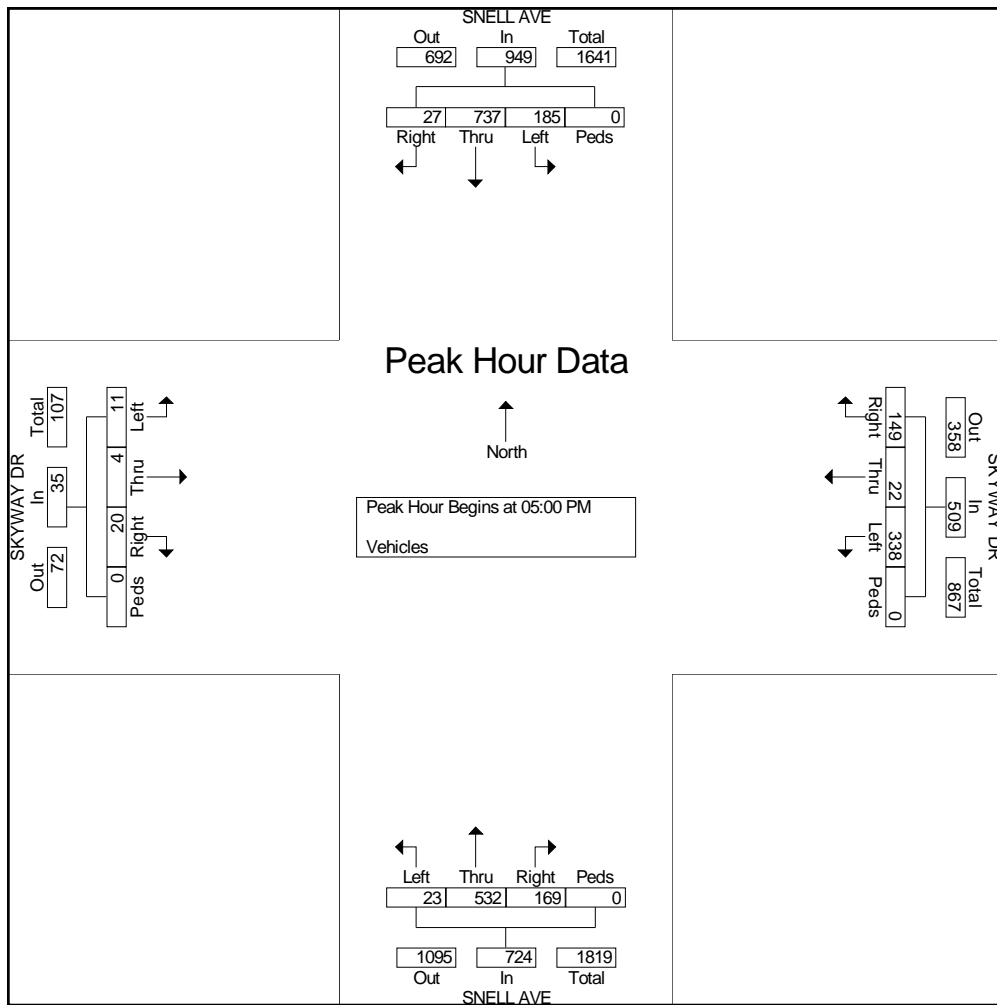 SNELL AVE
Out In Total
692 949 1641
27 737 185 0
Right Thru Left Peds
Peak Hour Data
North
Peak Hour Begins at 05:00 PM
Vehicles
SKYWAY DR
Out In Total
72 35 107
Left Thru Right Peds
11 4 20 0
SKYWAY DR
Out In Total
358 509 867
149 22 338 0
Right Thru Left Peds
Left Thru Right Peds
23 532 169 0
1095 724 1819
Out In Total
SNELL AVE